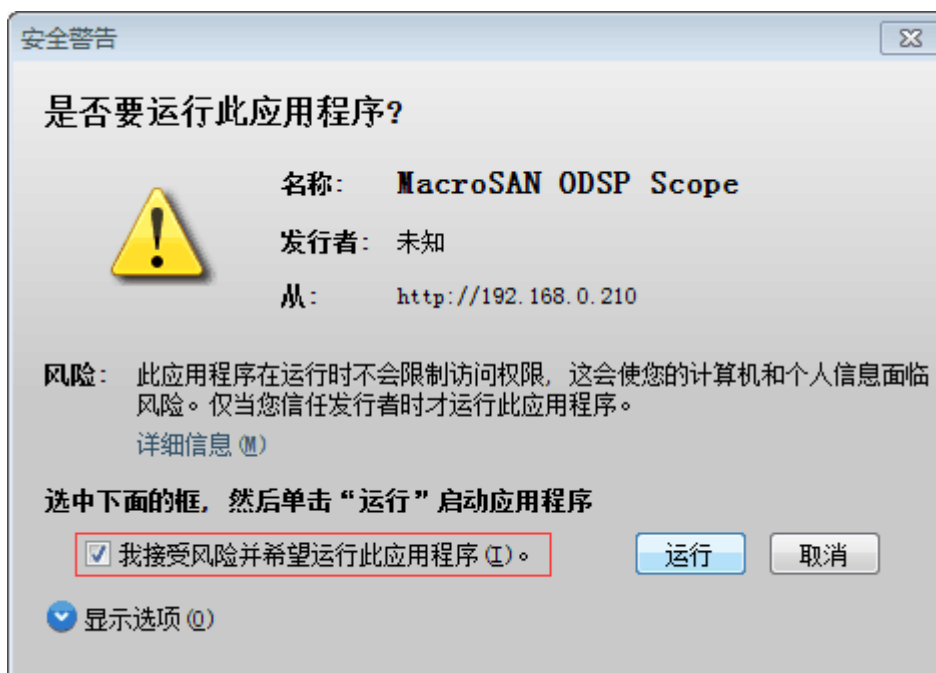 安全警告
是否要运行此应用程序?
名称: MacroSAN ODSP Scope
发行者: 未知
从: http://192.168.0.210
风险: 此应用程序在运行时不会限制访问权限, 这会使您的计算机和个人信息面临
风险。仅当您信任发行者时才运行此应用程序。
详细信息(M)
选中下面的框, 然后单击“运行”启动应用程序
我接受风险并希望运行此应用程序(I)。 运行 取消
显示选项(O)